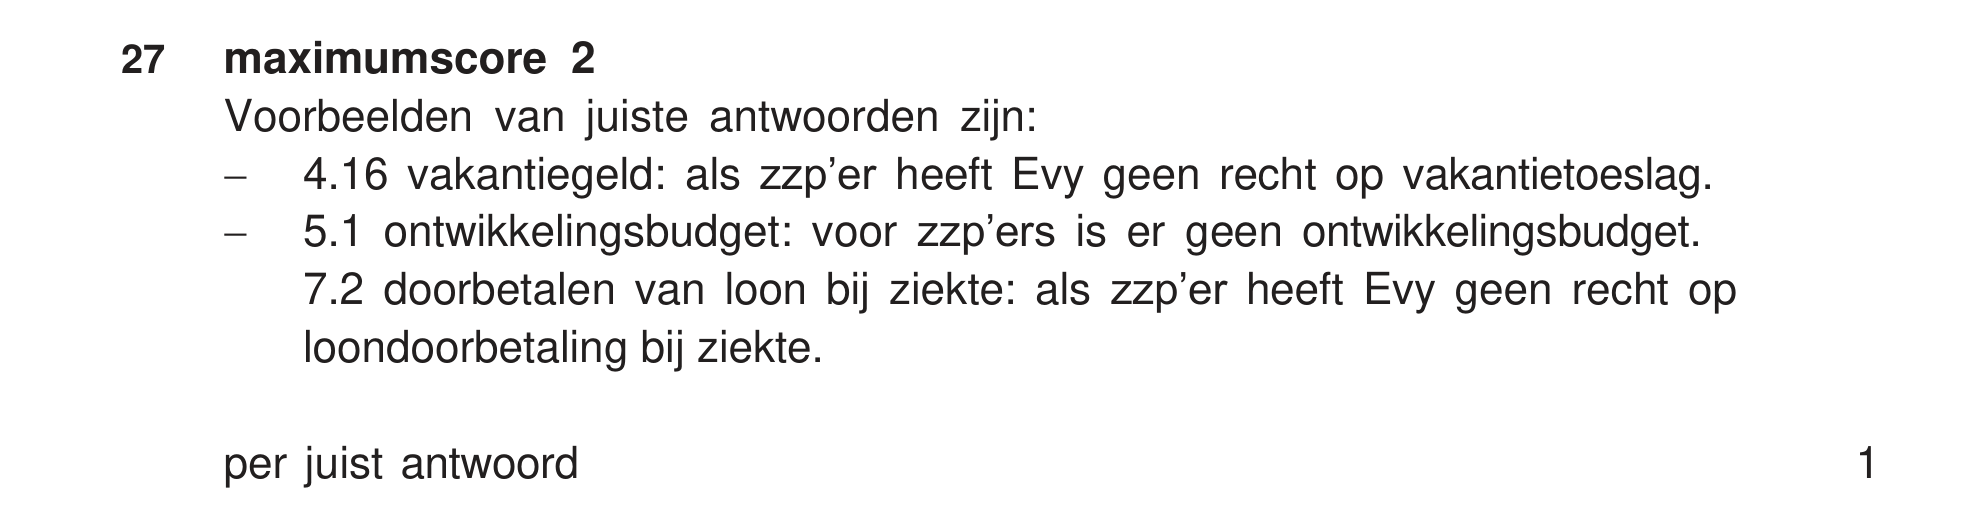 27 maximumscore 2
Voorbeelden van juiste antwoorden zijn:
– 4.16 vakantiegeld: als zzp’er heeft Evy geen recht op vakantietoeslag.
– 5.1 ontwikkelingsbudget: voor zzp’ers is er geen ontwikkelingsbudget.
7.2 doorbetalen van loon bij ziekte: als zzp’er heeft Evy geen recht op
loondoorbetaling bij ziekte.
per juist antwoord 1